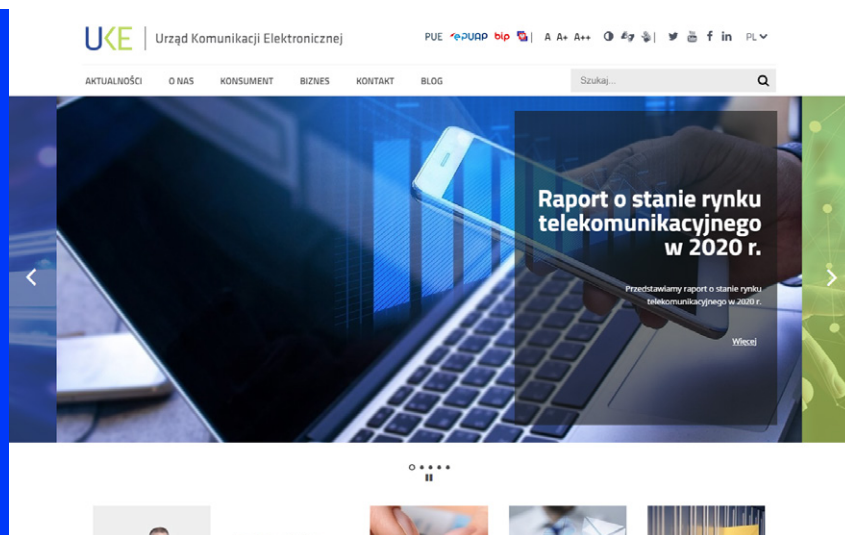 UKE | Urząd Komunikacji Elektronicznej
PUE ePUAP bip | A A+ A++ | f in PL
AKTUALNOŚCI O NAS KONSUMENT BIZNES KONTAKT BLOG
Szukaj...
Raport o stanie rynku
telekomunikacyjnego
w 2020 r.
Przedstawiamy raport o stanie rynku
telekomunikacyjnego w 2020 r.
Więcej